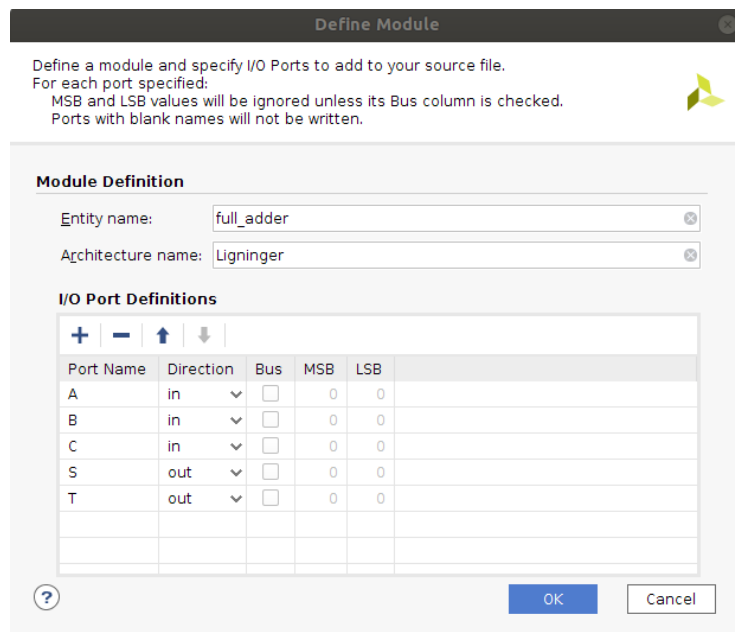 Define Module
Define a module and specify I/O Ports to add to your source file.
For each port specified:
MSB and LSB values will be ignored unless its Bus column is checked.
Ports with blank names will not be written.
Module Definition
Entity name: full_adder
Architecture name: Ligninger
I/O Port Definitions
Port Name Direction Bus MSB LSB
A in 0 0
B in 0 0
C in 0 0
S out 0 0
T out 0 0
? OK Cancel